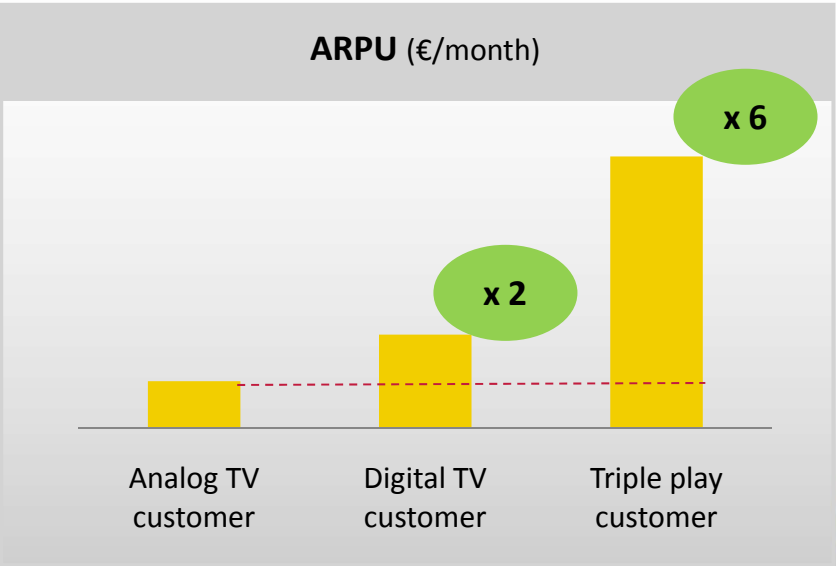 ARPU (€/month)
x 6
x 2
Analog TV
customer
Digital TV
customer
Triple play
customer